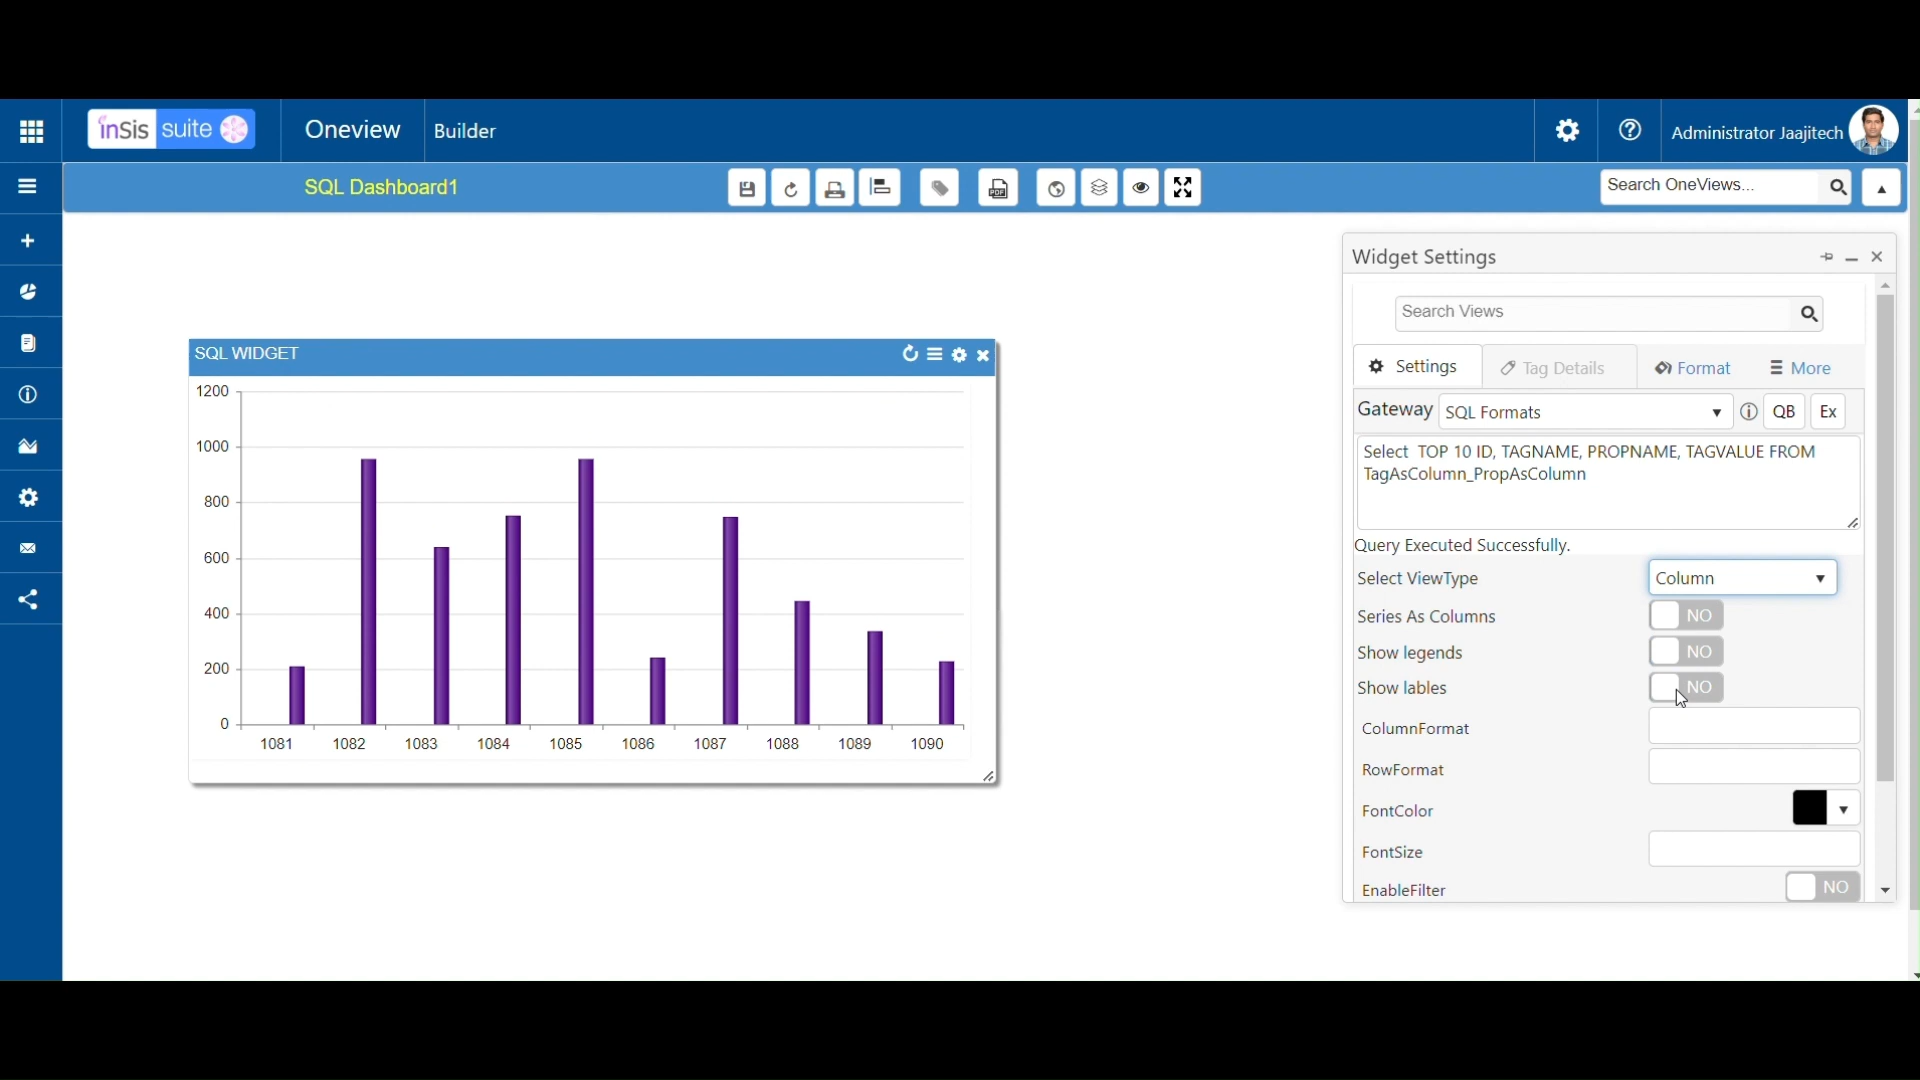 inSis suite
Oneview
Builder
Administrator Jaajitech
SQL Dashboard1
PDF
Search OneViews...
Widget Settings
Search Views
Settings
Tag Details
Format
More
Gateway
SQL Formats
QB
Ex
Select  TOP 10 ID, TAGNAME, PROPNAME, TAGVALUE FROM
TagAsColumn_PropAsColumn
Query Executed Successfully.
Select ViewType
Column
Series As Columns
NO
Show legends
NO
Show lables
NO
ColumnFormat
RowFormat
FontColor
FontSize
EnableFilter
NO
SQL WIDGET
1200
1000
800
600
400
200
0
1081 1082 1083 1084 1085 1086 1087 1088 1089 1090